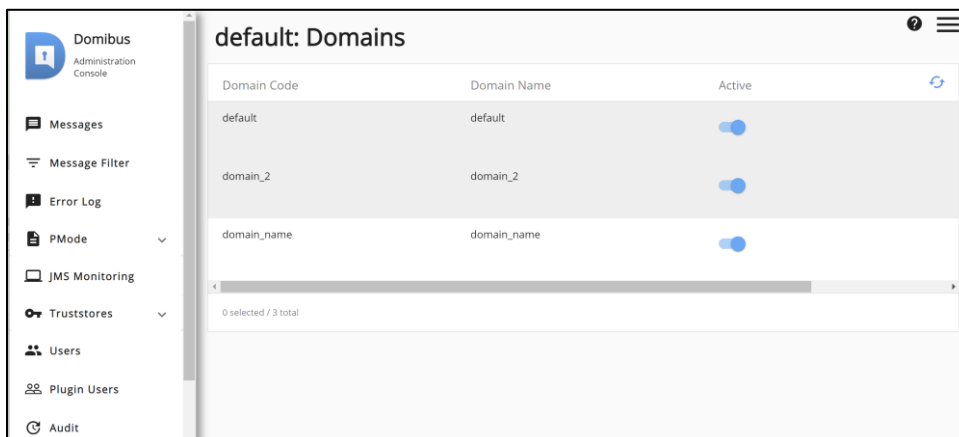 Domibus
Administration
Console
Messages
Message Filter
Error Log
PMode
JMS Monitoring
Truststores
Users
Plugin Users
Audit
default: Domains
Domain Code Domain Name Active
default default
domain_2 domain_2
domain_name domain_name
0 selected / 3 total